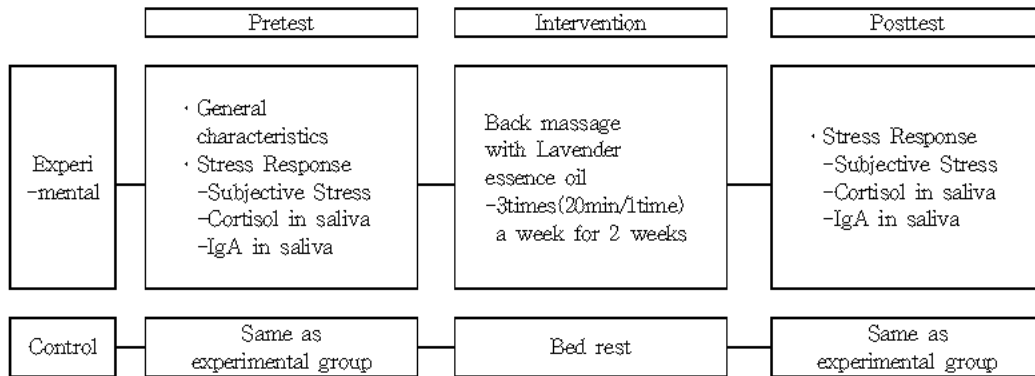 Pretest
Intervention
Posttest
Experi
-mental
· General
characteristics
· Stress Response
-Subjective Stress
-Cortisol in saliva
-IgA in saliva
Back massage
with Lavender
essence oil
-3times(20min/1time)
a week for 2 weeks
· Stress Response
-Subjective Stress
-Cortisol in saliva
-IgA in saliva
Control
Same as
experimental group
Bed rest
Same as
experimental group